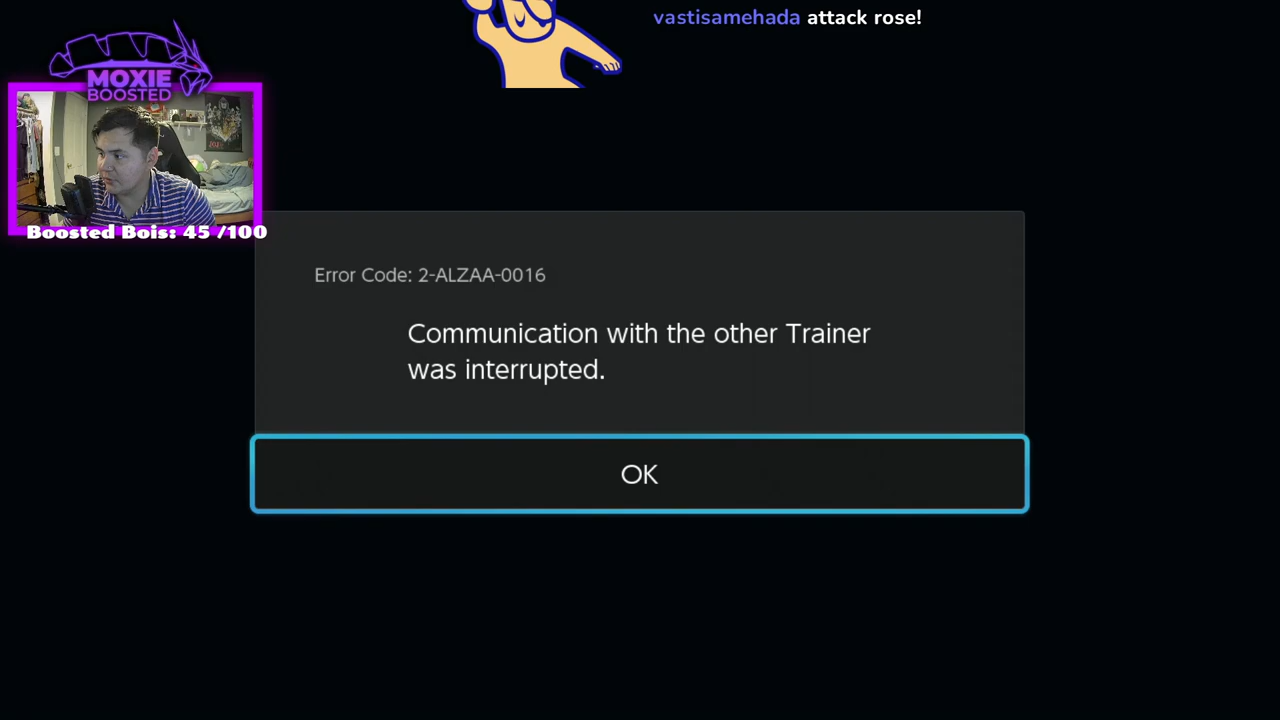 vastisamehada attack rose!
MOXIE
BOOSTED
Boosted Bois: 45 /100
Error Code: 2-ALZAA-0016
Communication with the other Trainer
was interrupted.
OK